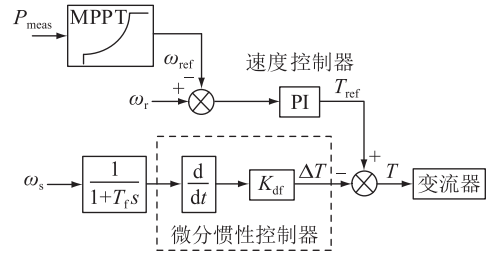 P_meas
MPPT
ω_ref
速度控制器
−
+
ω_r
PI
T_ref
ω_s
1
1+T_f s
d
dt
K_df
ΔT
−
+
T
变流器
微分惯性控制器